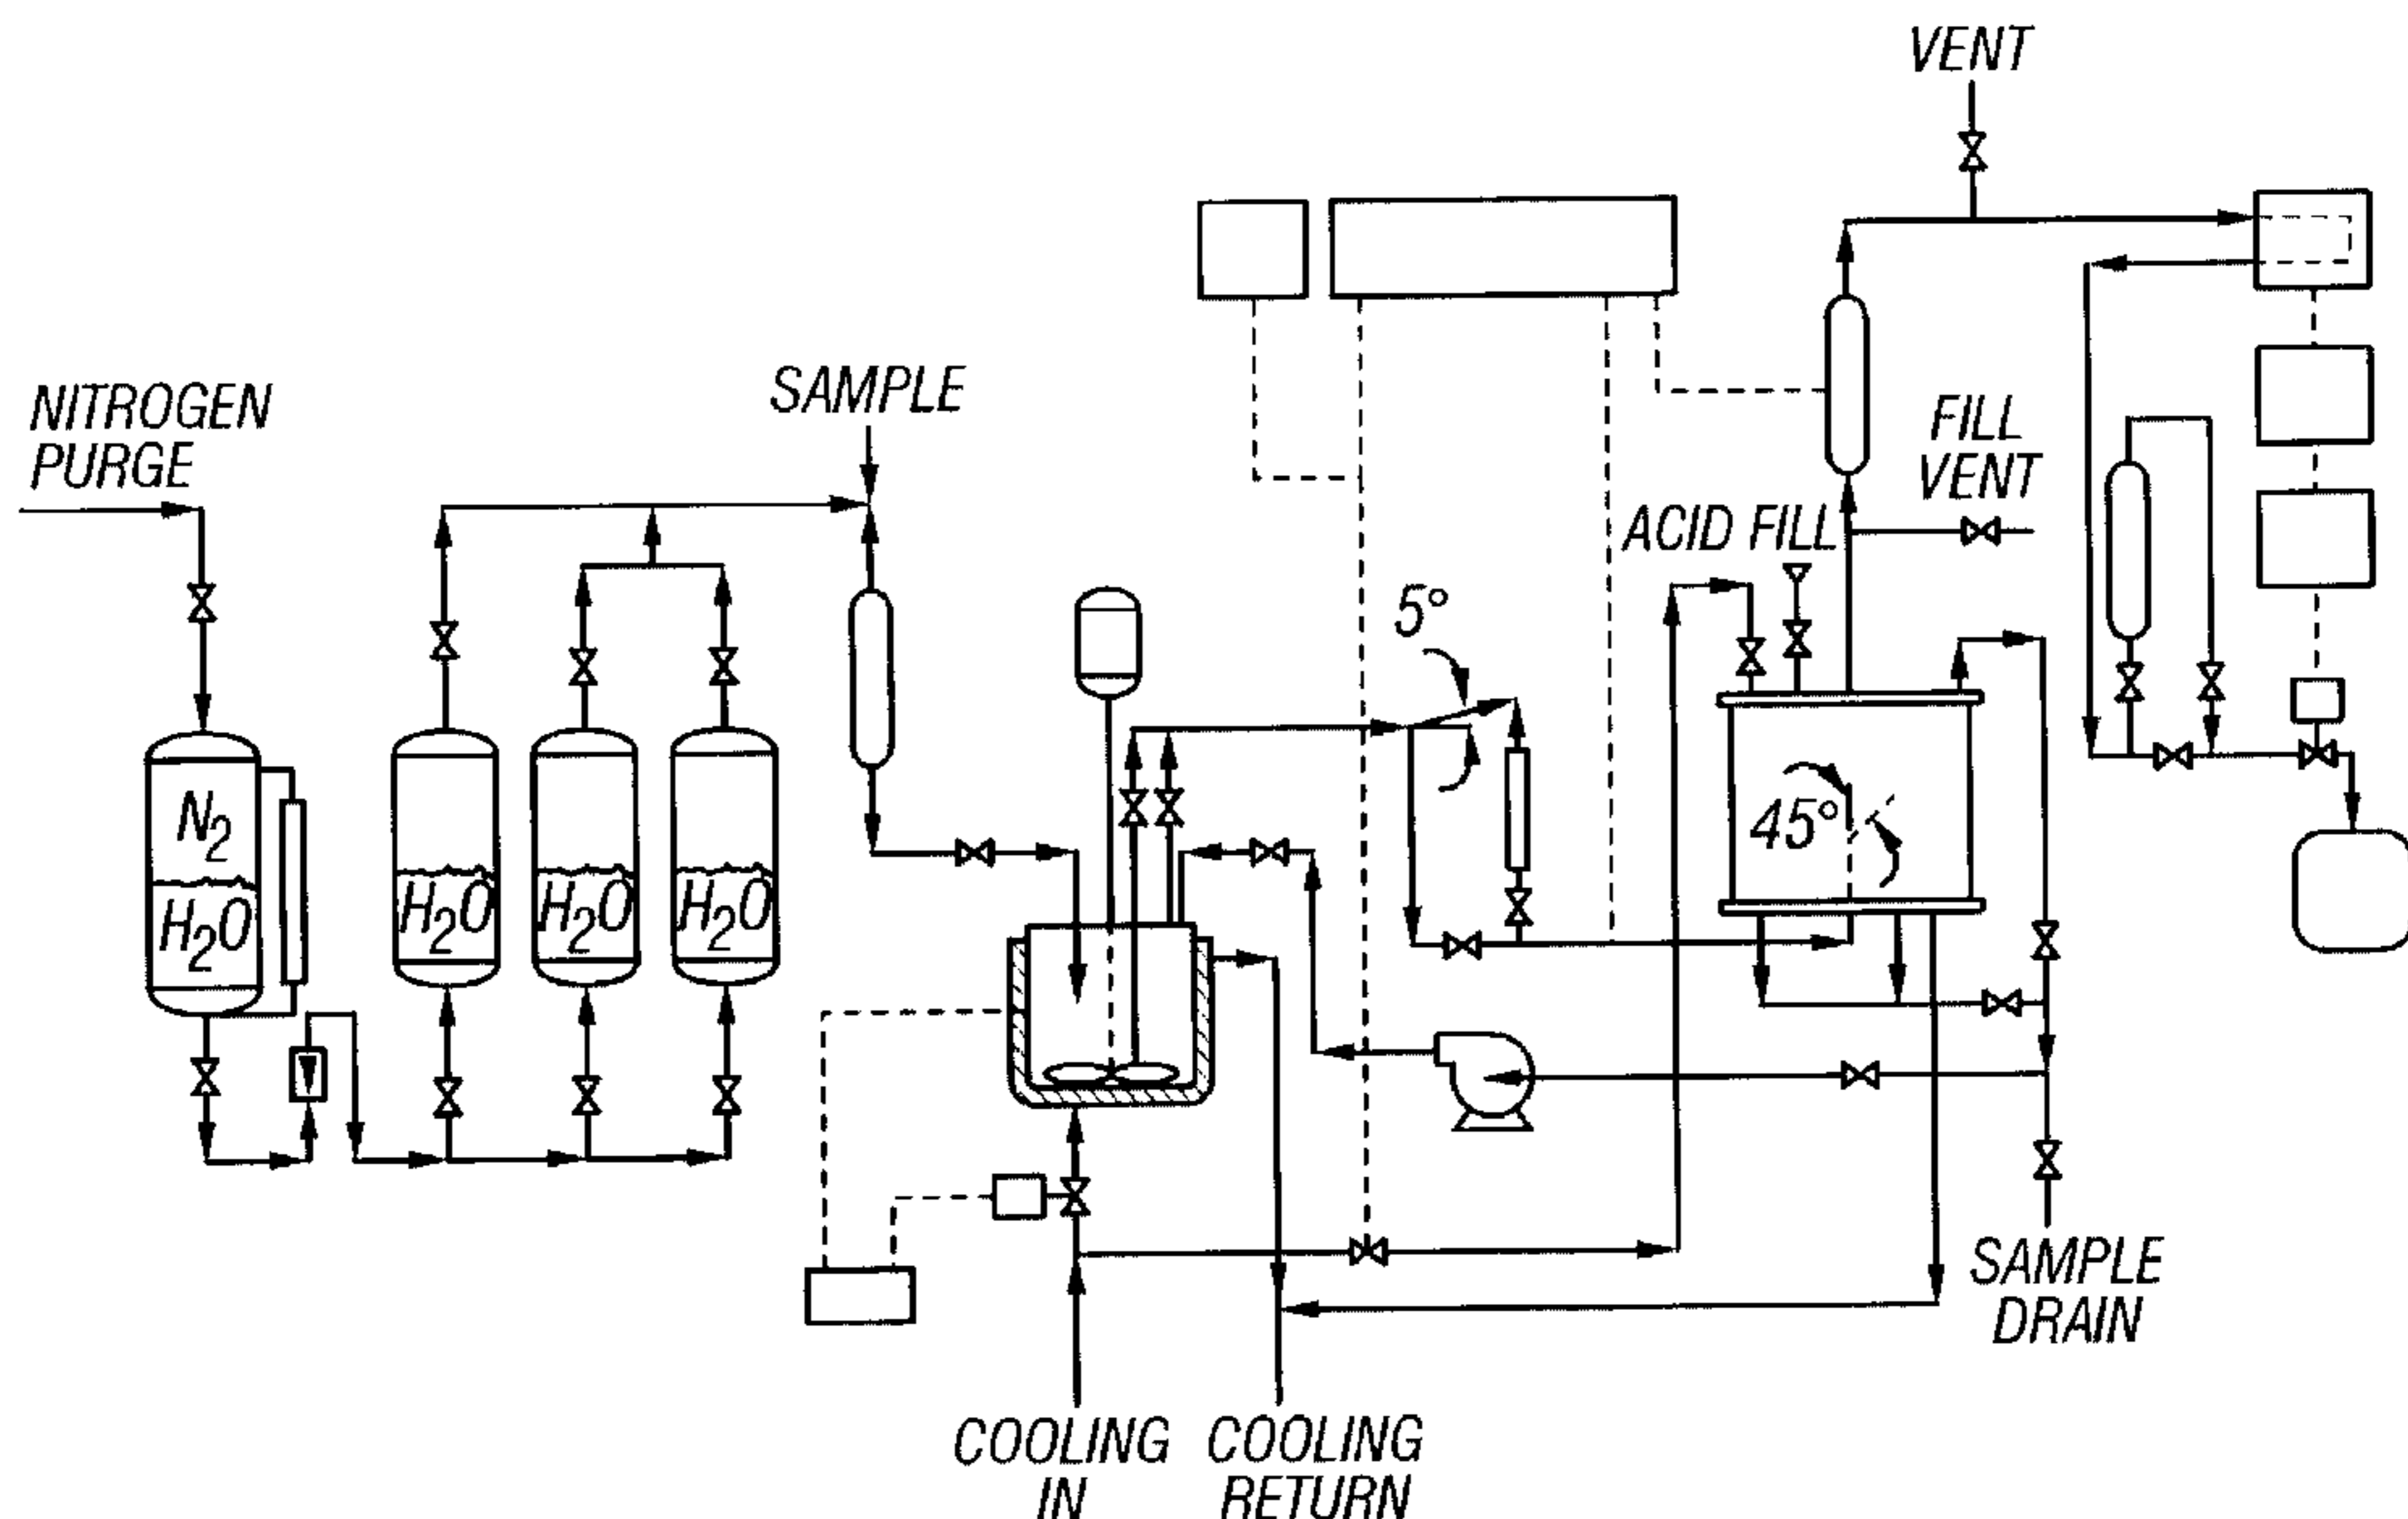 VENT
NITROGEN
PURGE
SAMPLE
FILL
VENT
ACID FILL
5°
N2
H2O
H2O
H2O
H2O
45°
SAMPLE
DRAIN
COOLING
IN
COOLING
RETURN